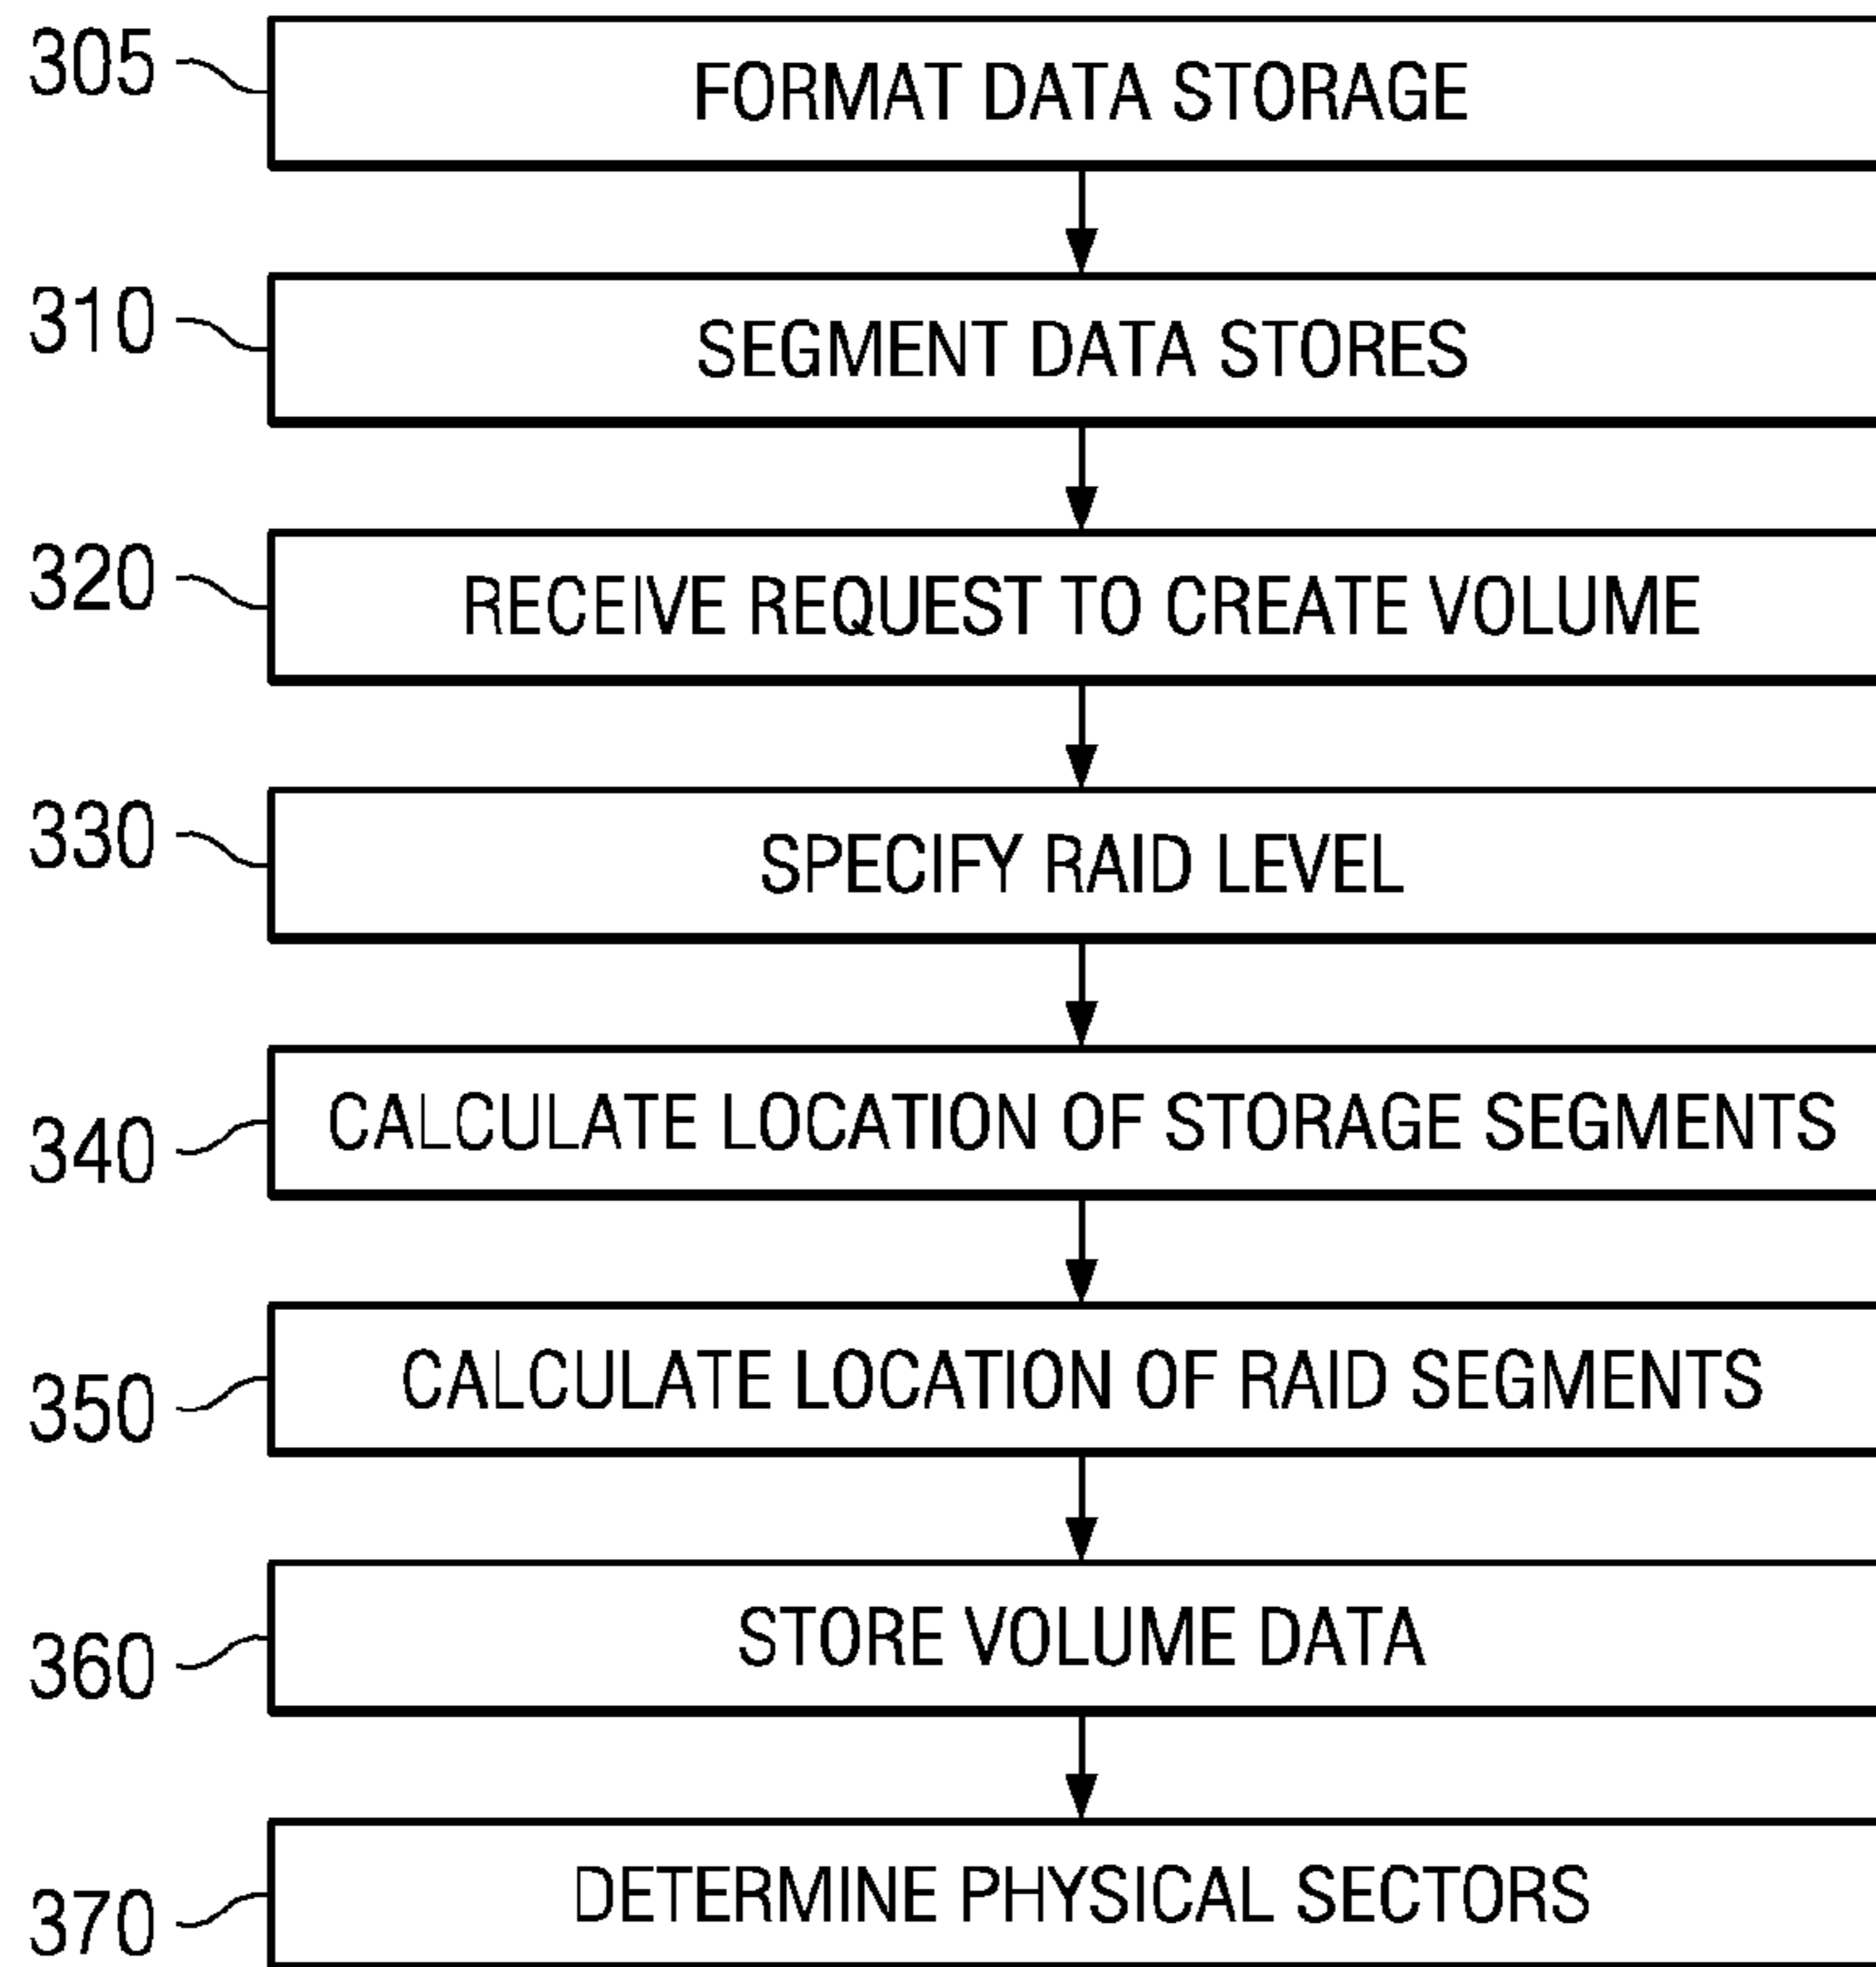 305 FORMAT DATA STORAGE
310 SEGMENT DATA STORES
320 RECEIVE REQUEST TO CREATE VOLUME
330 SPECIFY RAID LEVEL
340 CALCULATE LOCATION OF STORAGE SEGMENTS
350 CALCULATE LOCATION OF RAID SEGMENTS
360 STORE VOLUME DATA
370 DETERMINE PHYSICAL SECTORS